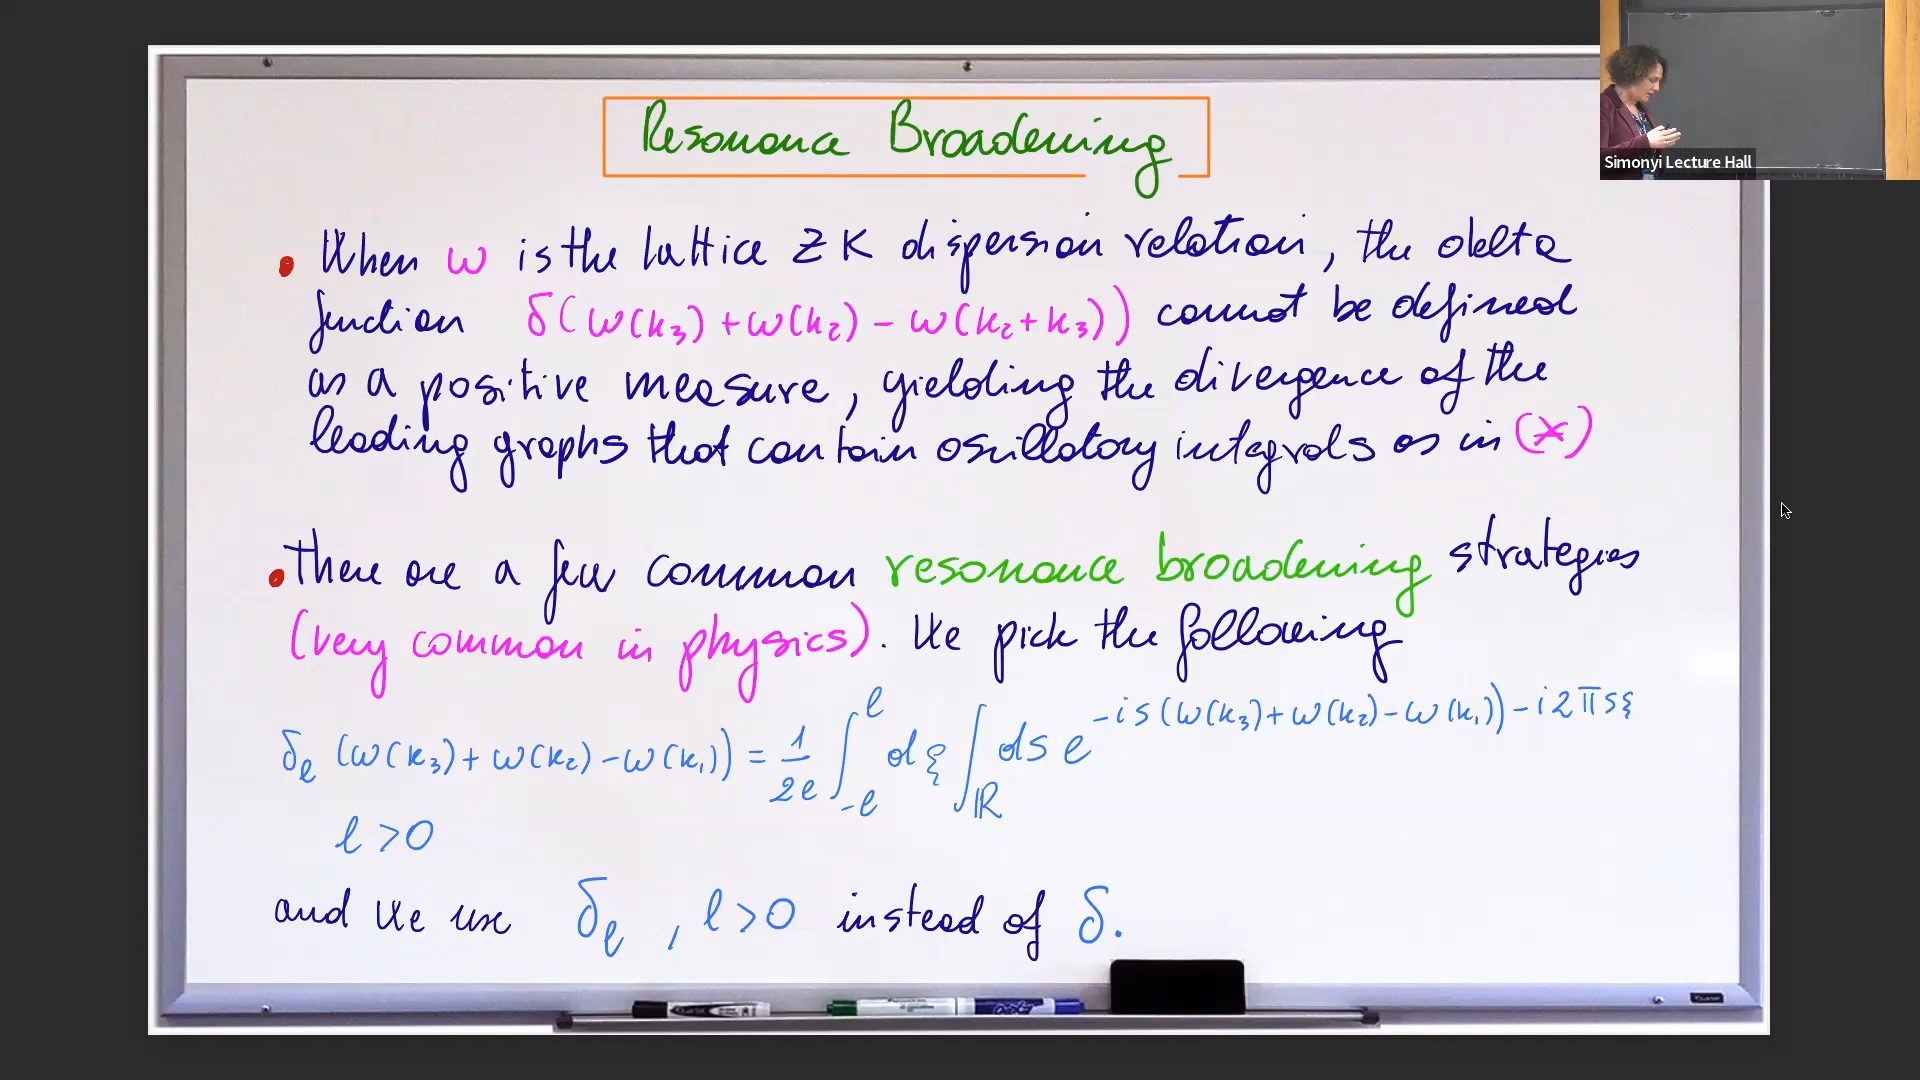 Resonance Broadening
Simonyi Lecture Hall
• When ω is the lattice ZK dispersion relation, the delta
function δ(ω(k₃)+ω(k₂)-ω(k₂+k₃)) cannot be defined
as a positive measure, yielding the divergence of the
leading graphs that contain oscillatory integrals as in (*)
• There are a few common resonance broadening strategies
(very common in physics). We pick the following
δ_ℓ (ω(k₃)+ω(k₂)-ω(k₁)) = 1/2ℓ ∫_{-ℓ}^{ℓ} dξ ∫_ℝ ds e^{-is(ω(k₃)+ω(k₂)-ω(k₁))-i2πsξ}
ℓ>0
and we use δ_ℓ , ℓ>0 instead of δ.